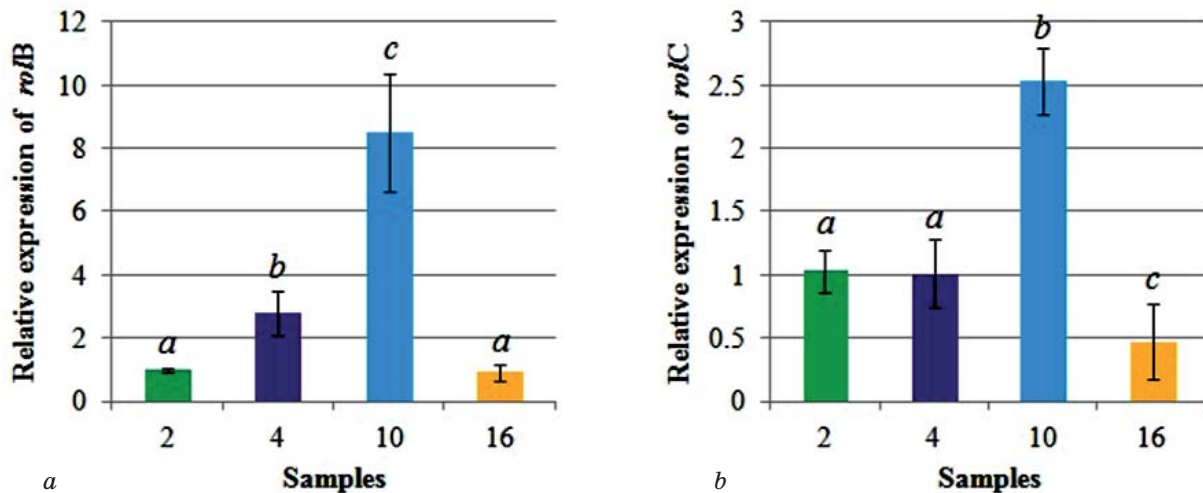 Relative expression of rolB
12
10
8
6
4
2
0
a
b
c
a
2 4 10 16
Samples
a
Relative expression of rolC
3
2.5
2
1.5
1
0.5
0
a
a
b
c
2 4 10 16
Samples
b